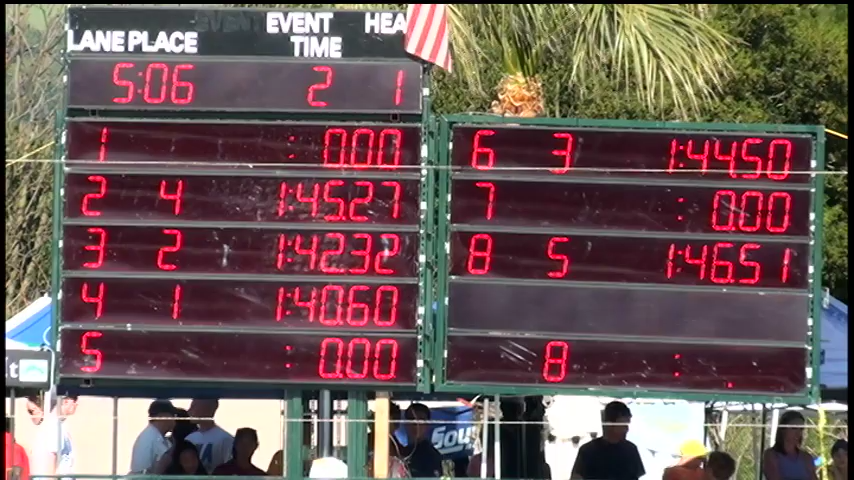 EVENT HEA
LANE PLACE TIME
5:06 2 1
1 : 0.00
2 4 1:45.27
3 2 1:42.32
4 1 1:40.60
5 : 0.00
6 3 1:44.50
7 : 0.00
8 5 1:46.51
8 : .